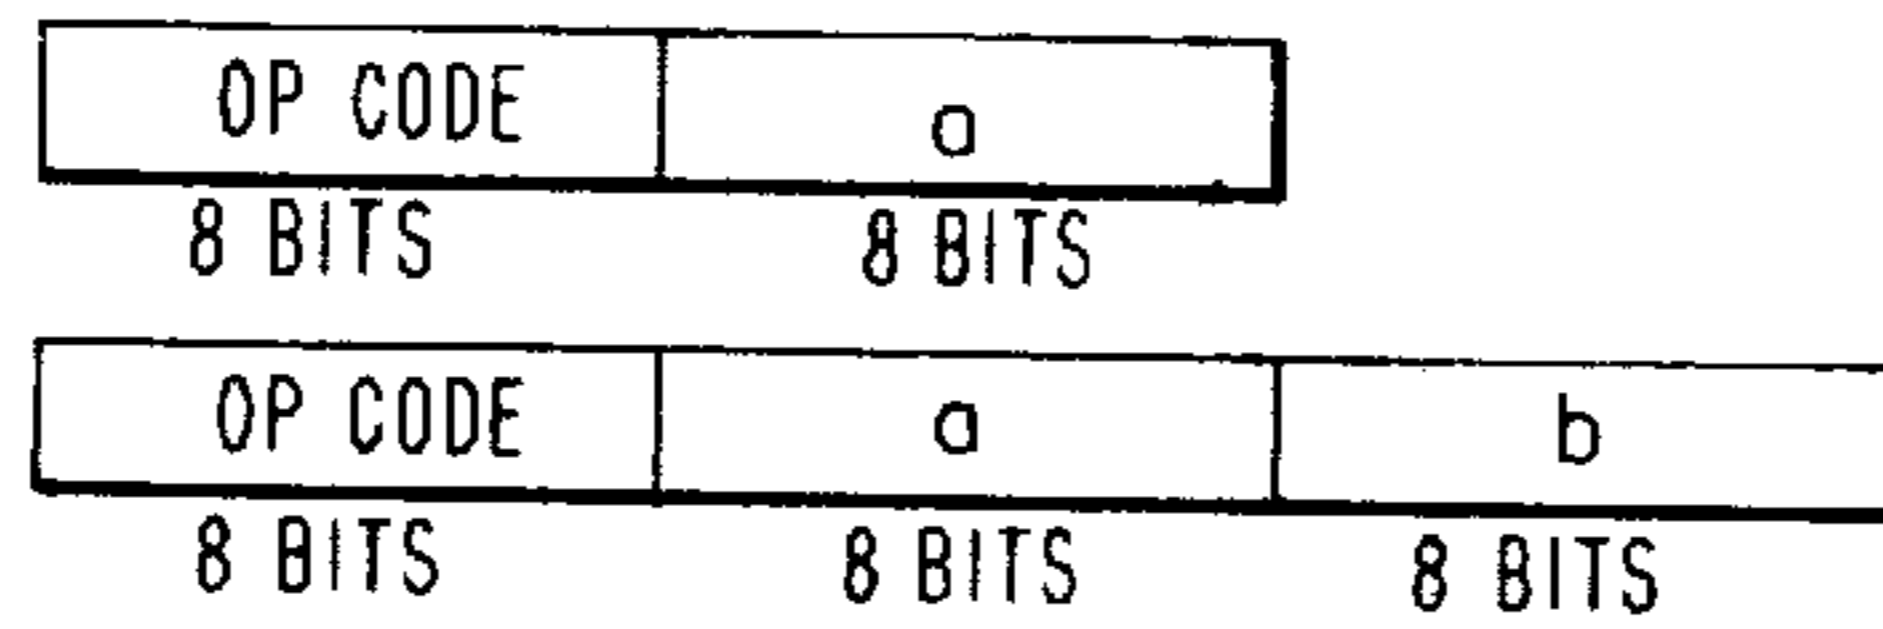 OP CODE a
8 BITS 8 BITS
OP CODE a b
8 BITS 8 BITS 8 BITS